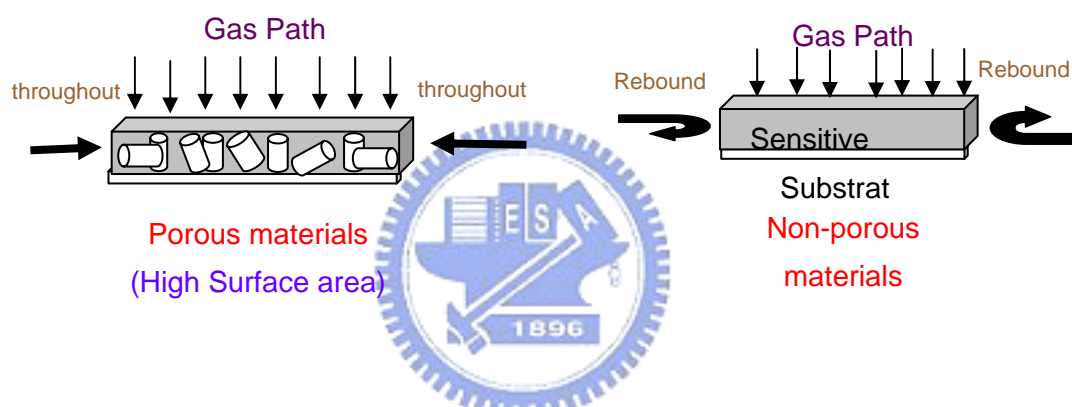 Gas Path
throughout
throughout
Porous materials
(High Surface area)
Gas Path
Rebound
Rebound
Sensitive
Substrat
Non-porous
materials
E S A
1896